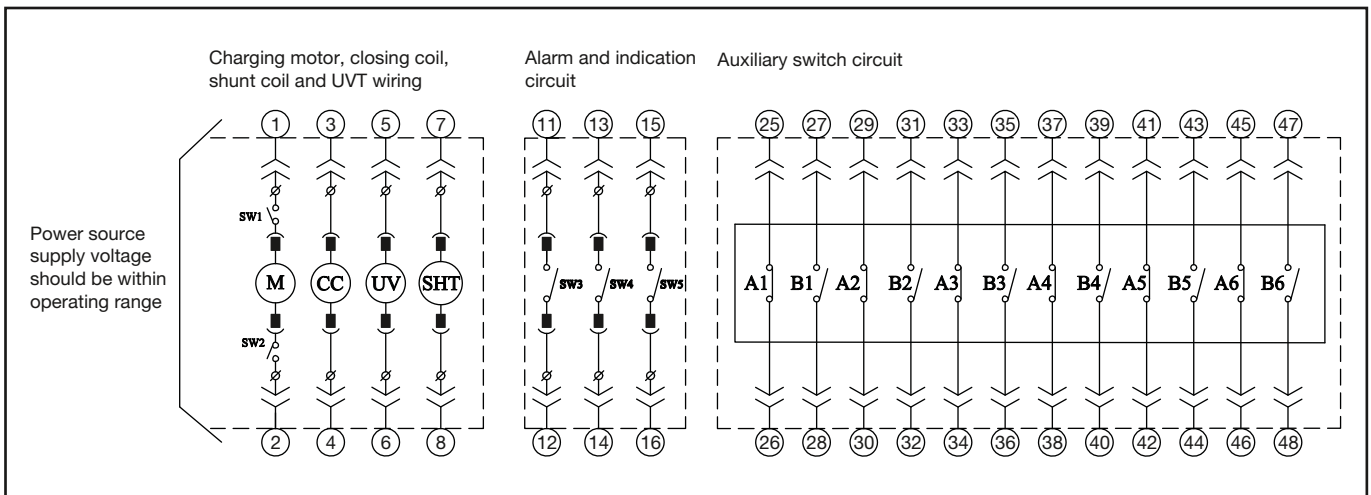 Charging motor, closing coil,
shunt coil and UVT wiring
Alarm and indication
circuit
Auxiliary switch circuit
1 3 5 7 11 13 15 25 27 29 31 33 35 37 39 41 43 45 47
SW1
Power source
supply voltage
should be within
operating range
M CC UV SHT SW3 SW4 SW5 A1 B1 A2 B2 A3 B3 A4 B4 A5 B5 A6 B6
SW2
2 4 6 8 12 14 16 26 28 30 32 34 36 38 40 42 44 46 48